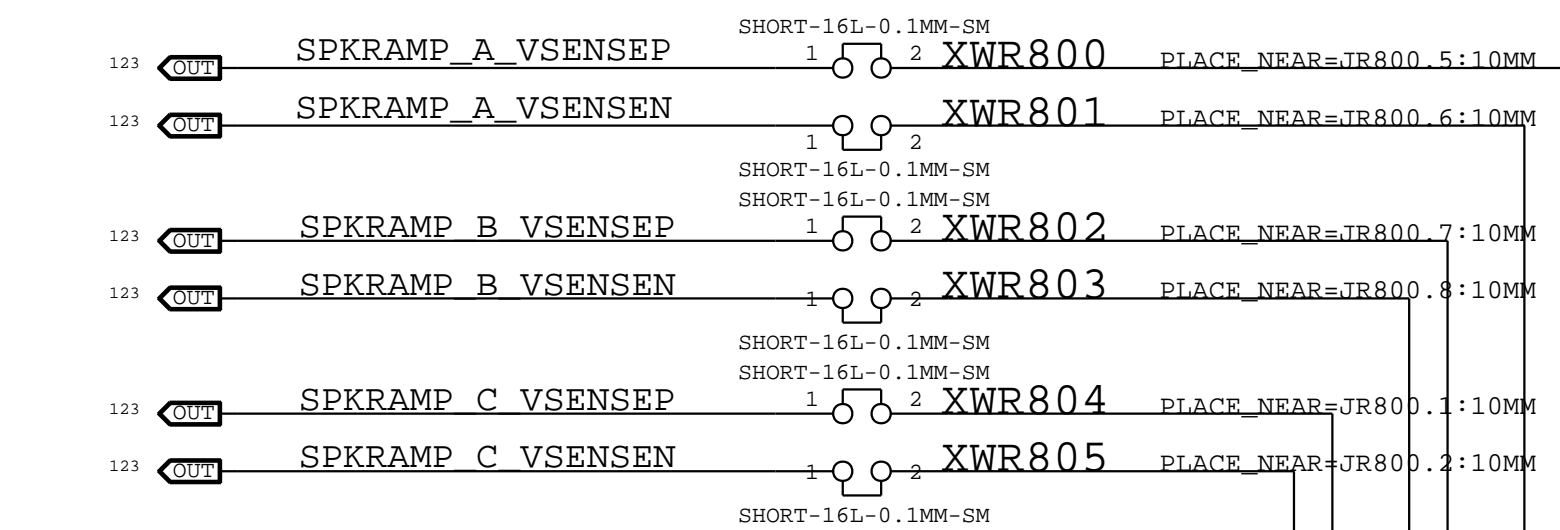 SHORT-16L-0.1MM-SM
123 OUT SPKRAMP_A_VSENSEP 1 2 XWR800 PLACE_NEAR=JR800.5:10MM
123 OUT SPKRAMP_A_VSENSEN 1 2 XWR801 PLACE_NEAR=JR800.6:10MM
SHORT-16L-0.1MM-SM
SHORT-16L-0.1MM-SM
123 OUT SPKRAMP_B_VSENSEP 1 2 XWR802 PLACE_NEAR=JR800.7:10MM
123 OUT SPKRAMP_B_VSENSEN 1 2 XWR803 PLACE_NEAR=JR800.8:10MM
SHORT-16L-0.1MM-SM
SHORT-16L-0.1MM-SM
123 OUT SPKRAMP_C_VSENSEP 1 2 XWR804 PLACE_NEAR=JR800.1:10MM
123 OUT SPKRAMP_C_VSENSEN 1 2 XWR805 PLACE_NEAR=JR800.2:10MM
SHORT-16L-0.1MM-SM